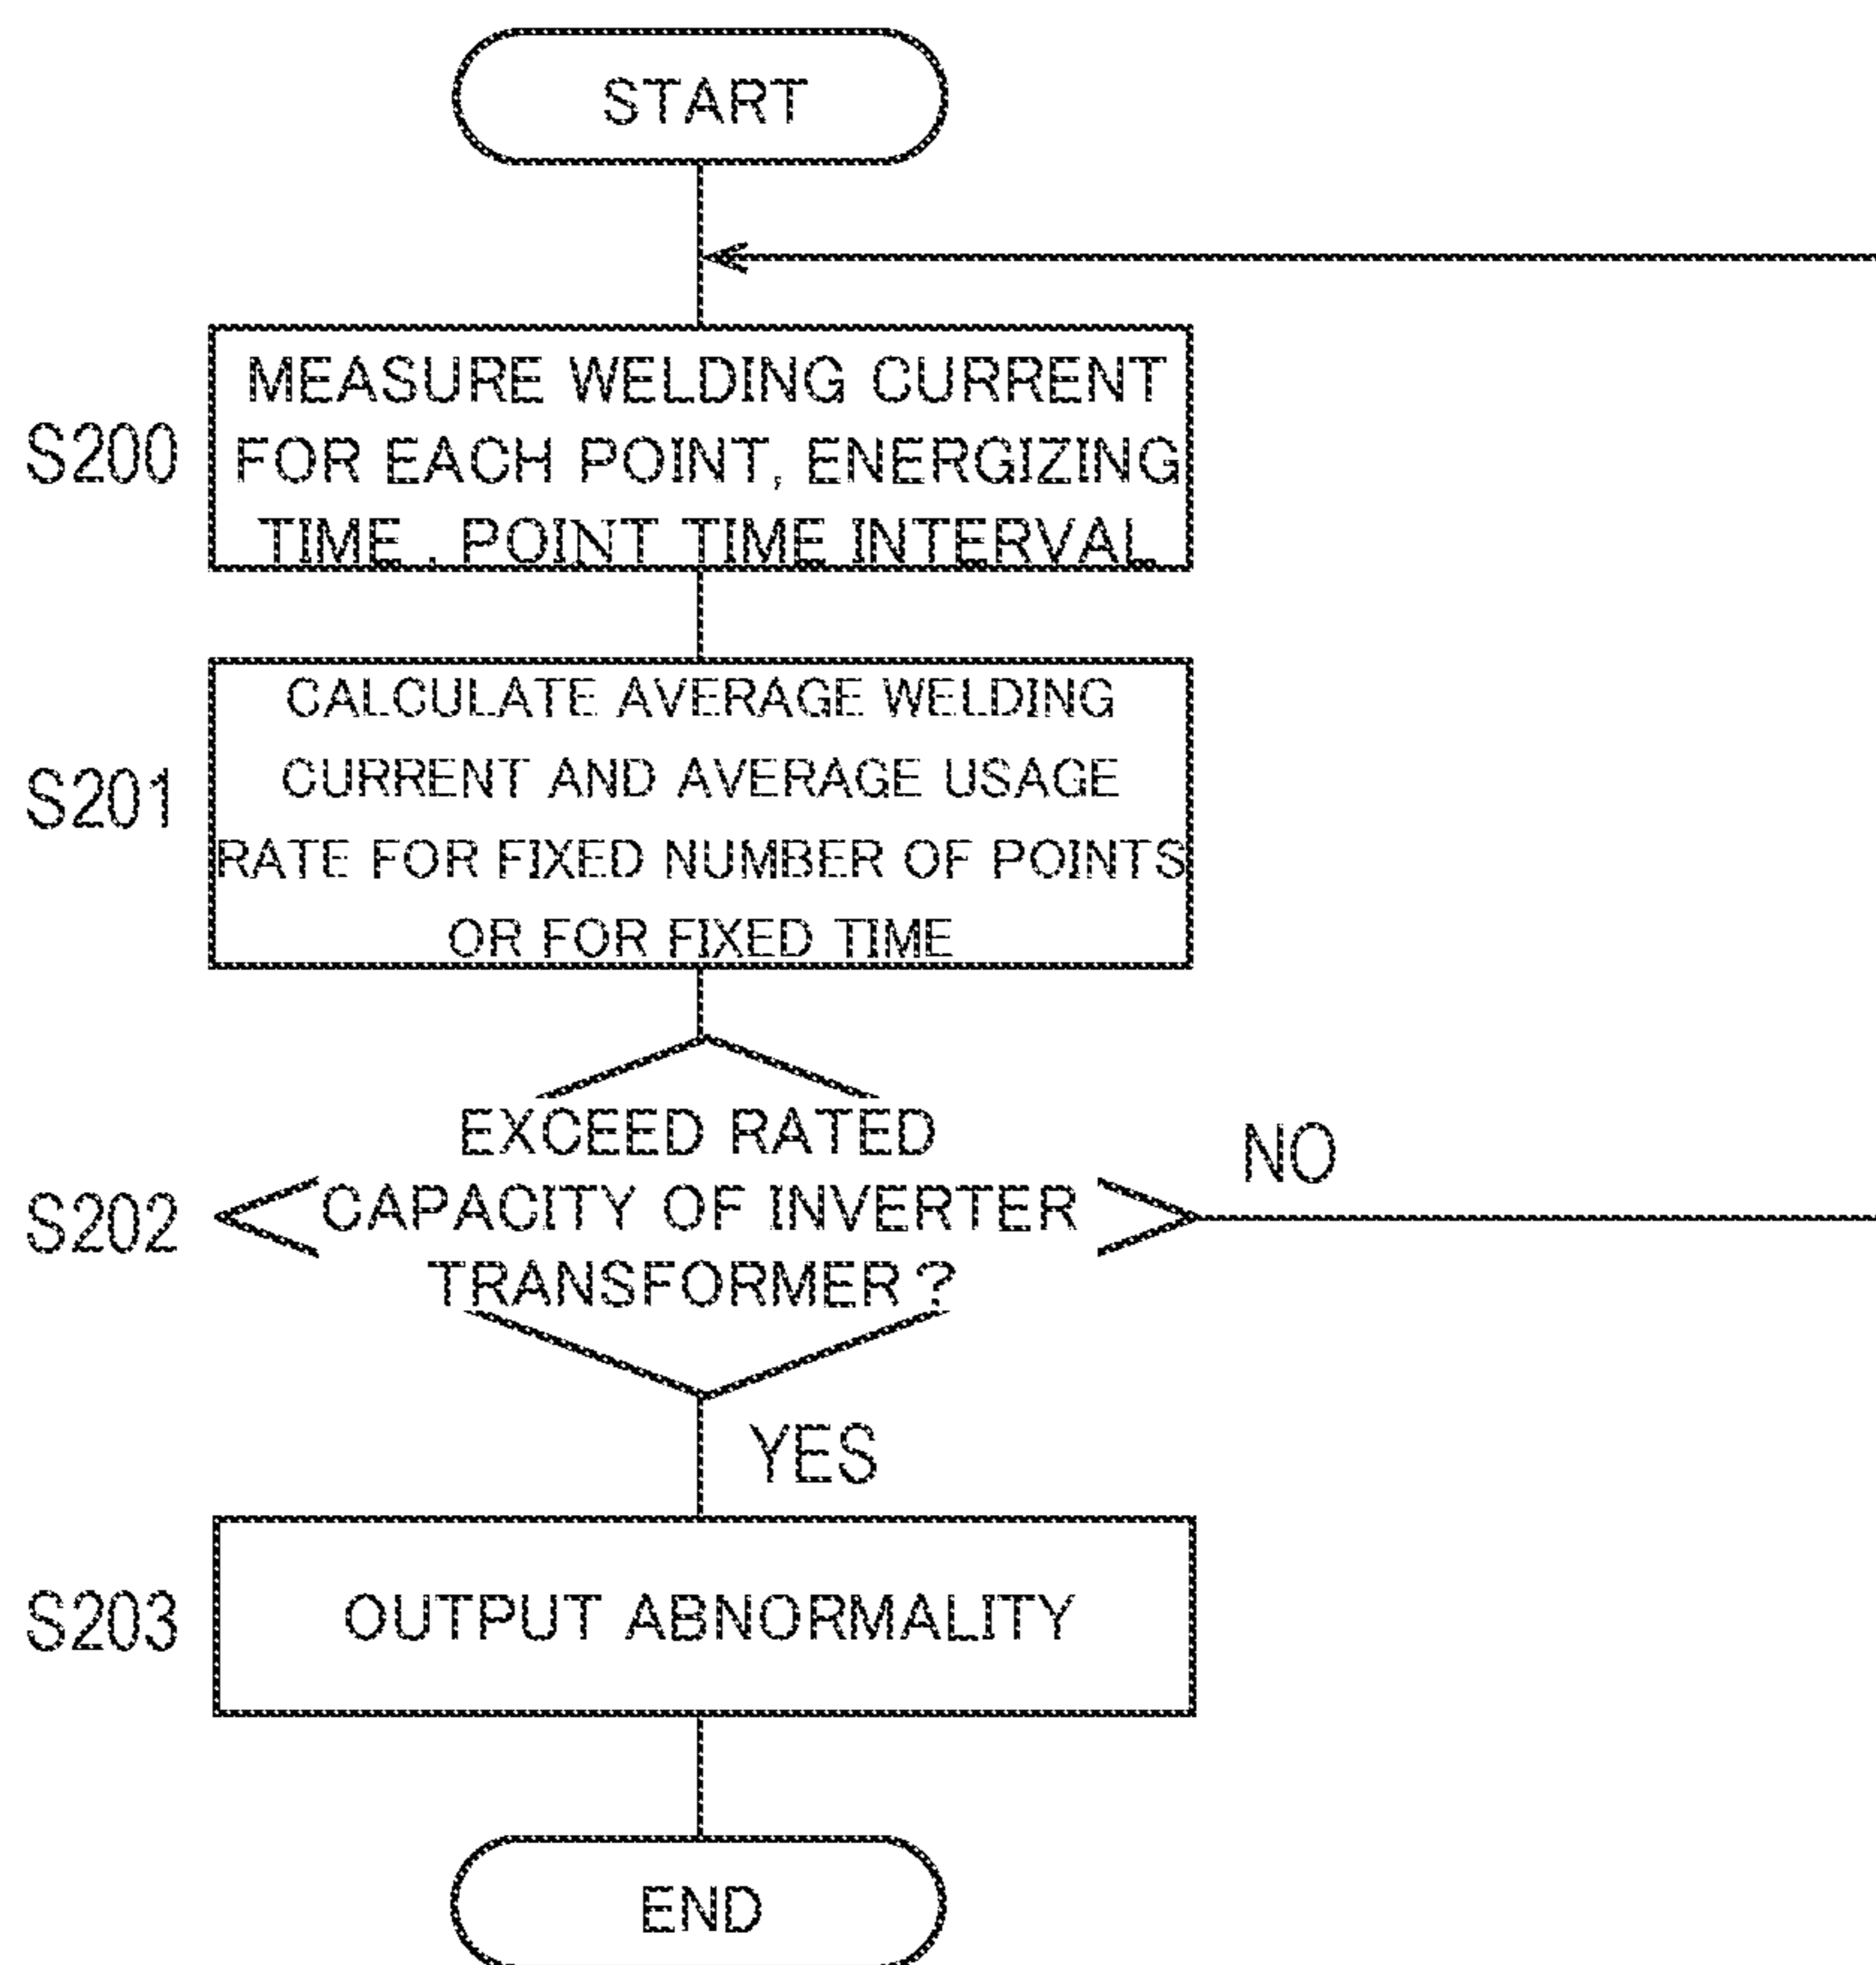 START
S200
MEASURE WELDING CURRENT
FOR EACH POINT, ENERGIZING
TIME , POINT TIME INTERVAL
S201
CALCULATE AVERAGE WELDING
CURRENT AND AVERAGE USAGE
RATE FOR FIXED NUMBER OF POINTS
OR FOR FIXED TIME
S202
EXCEED RATED
CAPACITY OF INVERTER
TRANSFORMER?
NO
YES
S203
OUTPUT ABNORMALITY
END